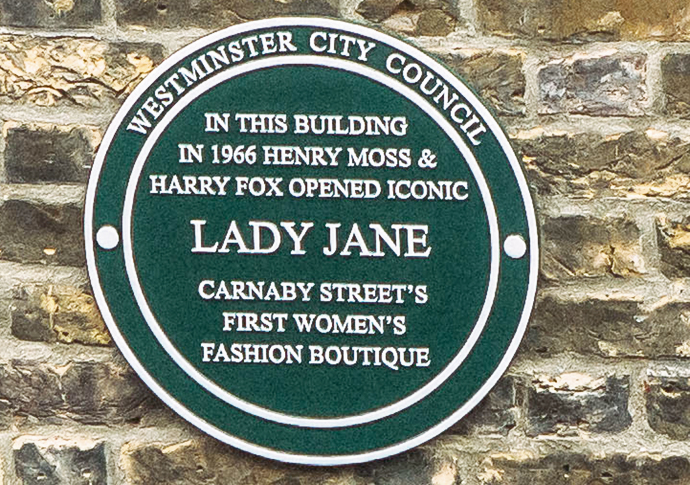 WESTMINSTER CITY COUNCIL
IN THIS BUILDING
IN 1966 HENRY MOSS &
HARRY FOX OPENED ICONIC
LADY JANE
CARNABY STREET'S
FIRST WOMEN'S
FASHION BOUTIQUE